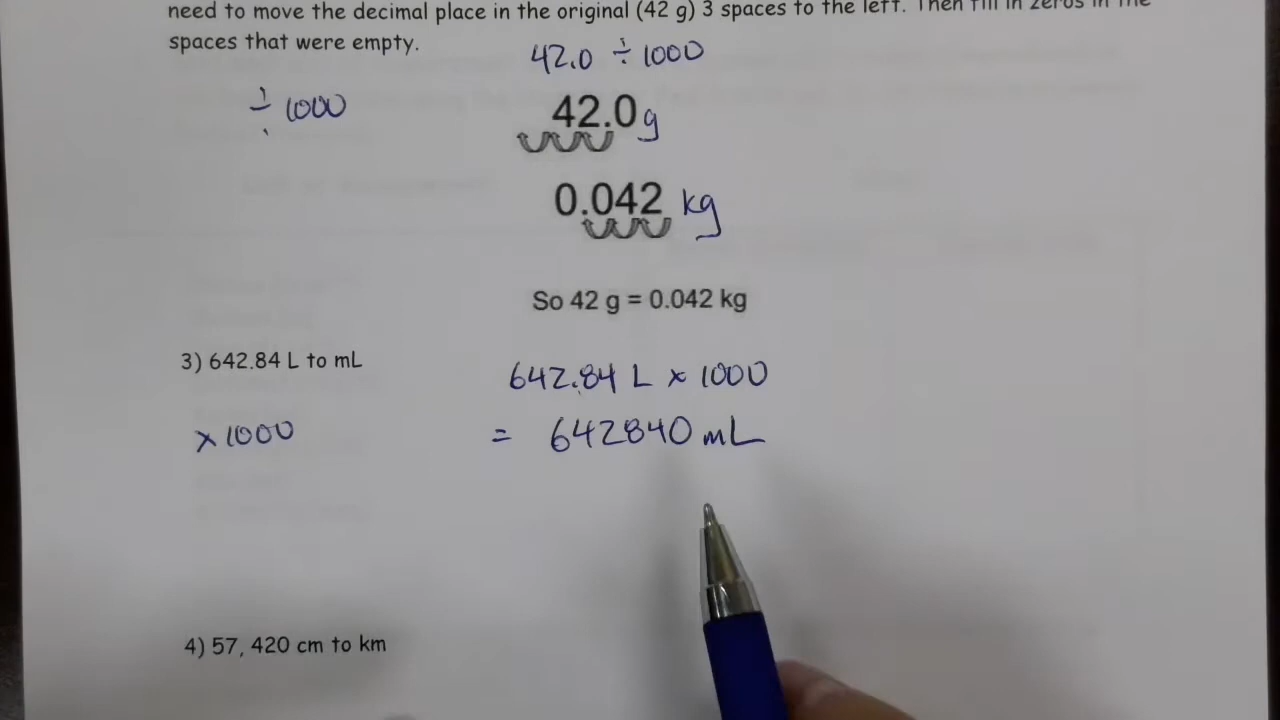 need to move the decimal place in the original (42 g) 3 spaces to the left. Then fill in zeros in the
spaces that were empty.
42.0 ÷ 1000
÷ 1000
42.0 g
0.042 kg
So 42 g = 0.042 kg
3) 642.84 L to mL
642.84 L × 1000
× 1000
= 642840 mL
4) 57, 420 cm to km